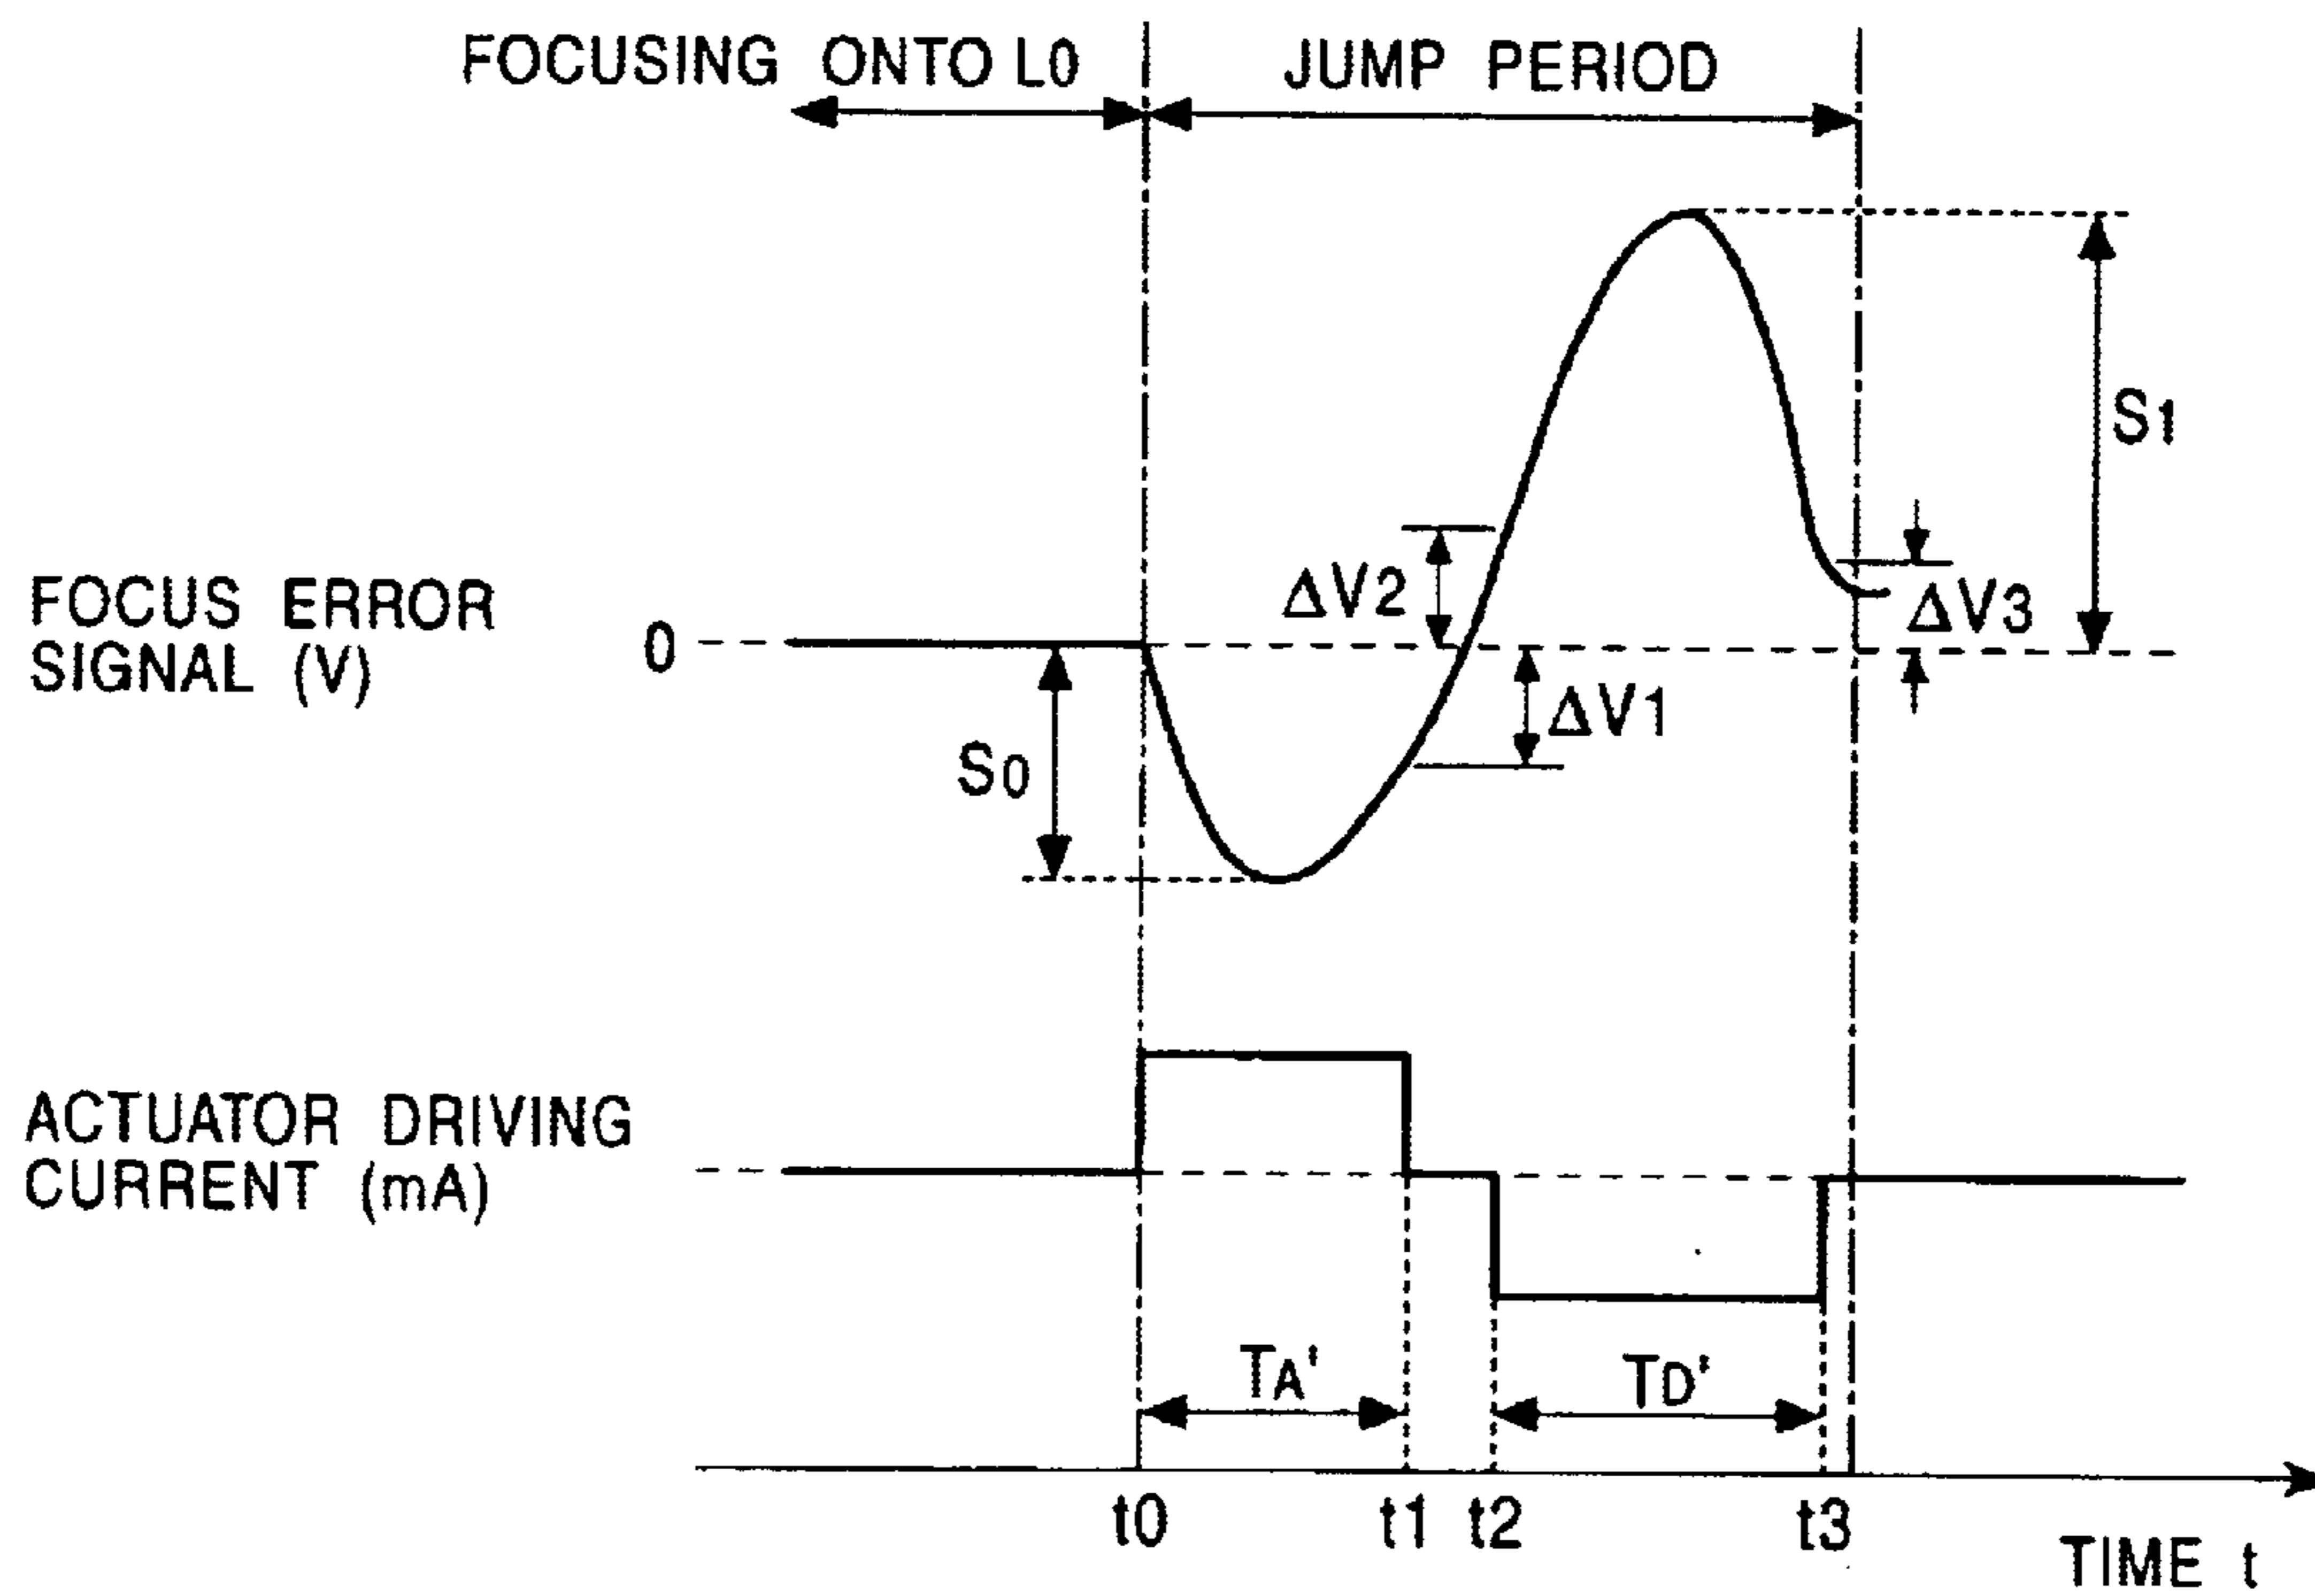 FOCUSING ONTO L0
JUMP PERIOD
S1
ΔV2
ΔV3
FOCUS ERROR
SIGNAL (V)
0
ΔV1
S0
ACTUATOR DRIVING
CURRENT (mA)
TA'
TD'
t0
t1
t2
t3
TIME t